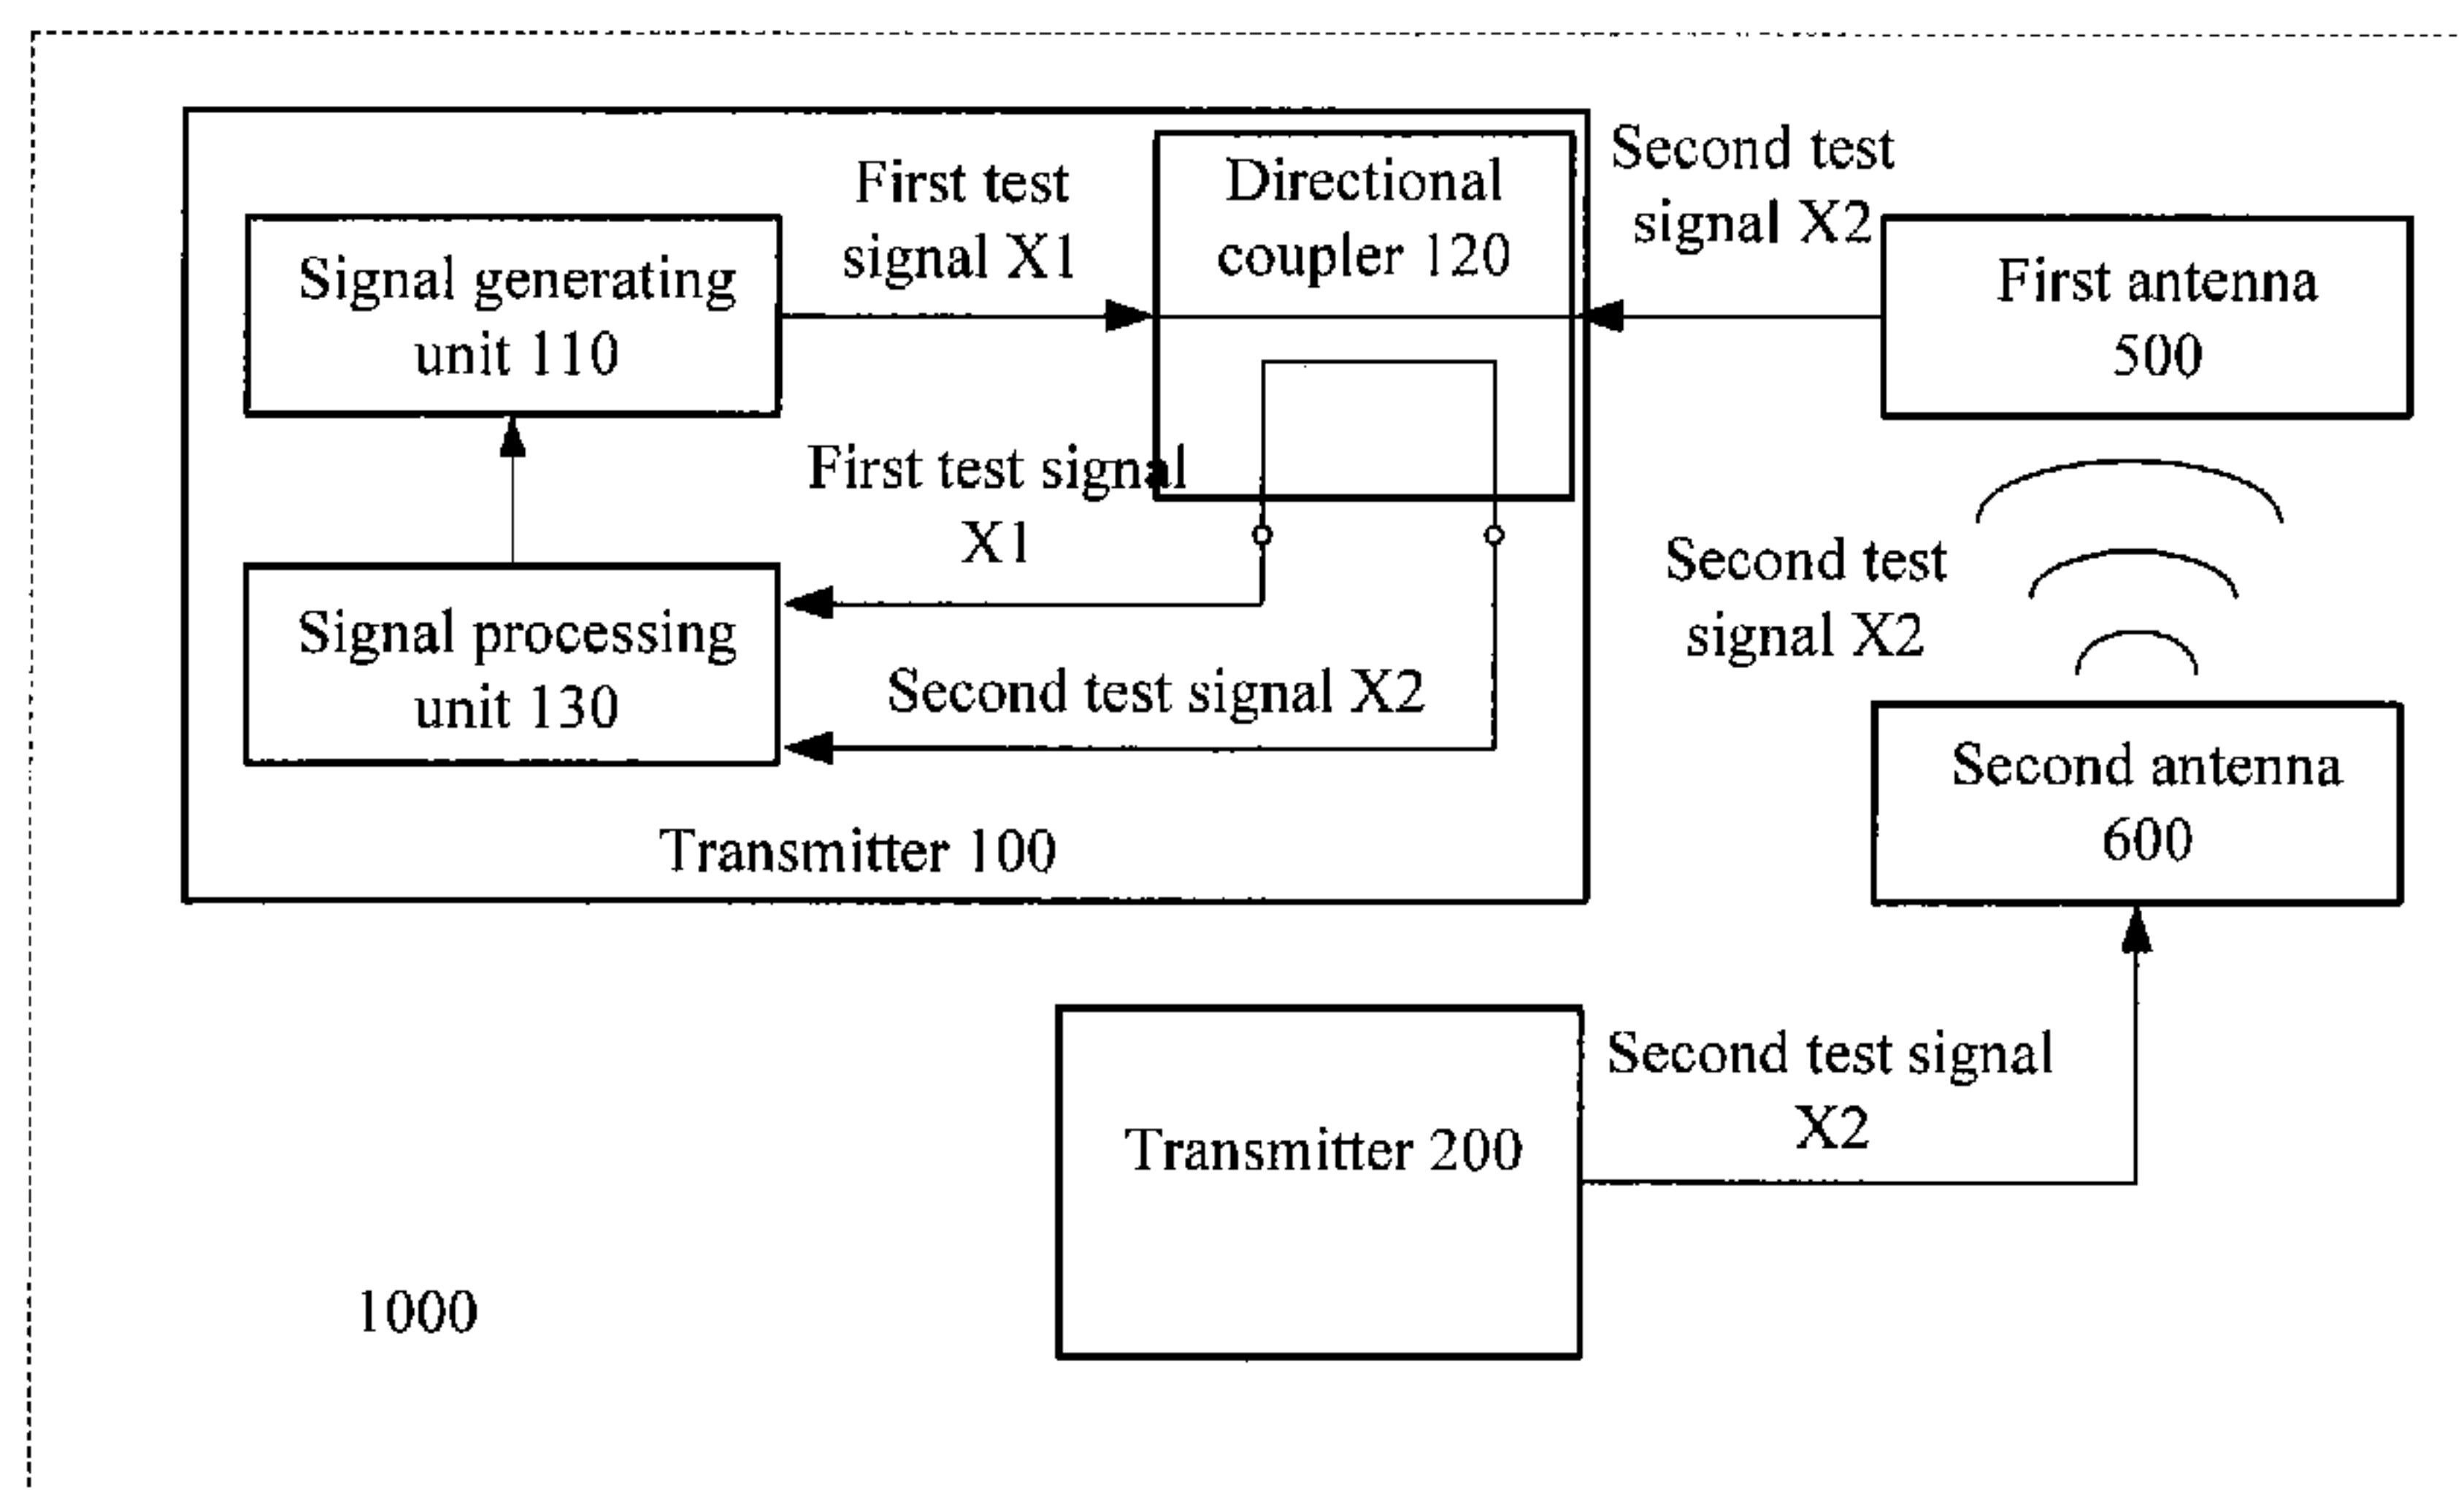 First test
signal X1
Directional
coupler 120
Second test
signal X2
Signal generating
unit 110
First antenna
500
First test signal
X1
Second test
signal X2
Signal processing
unit 130
Second test signal X2
Second antenna
600
Transmitter 100
Second test signal
X2
Transmitter 200
1000